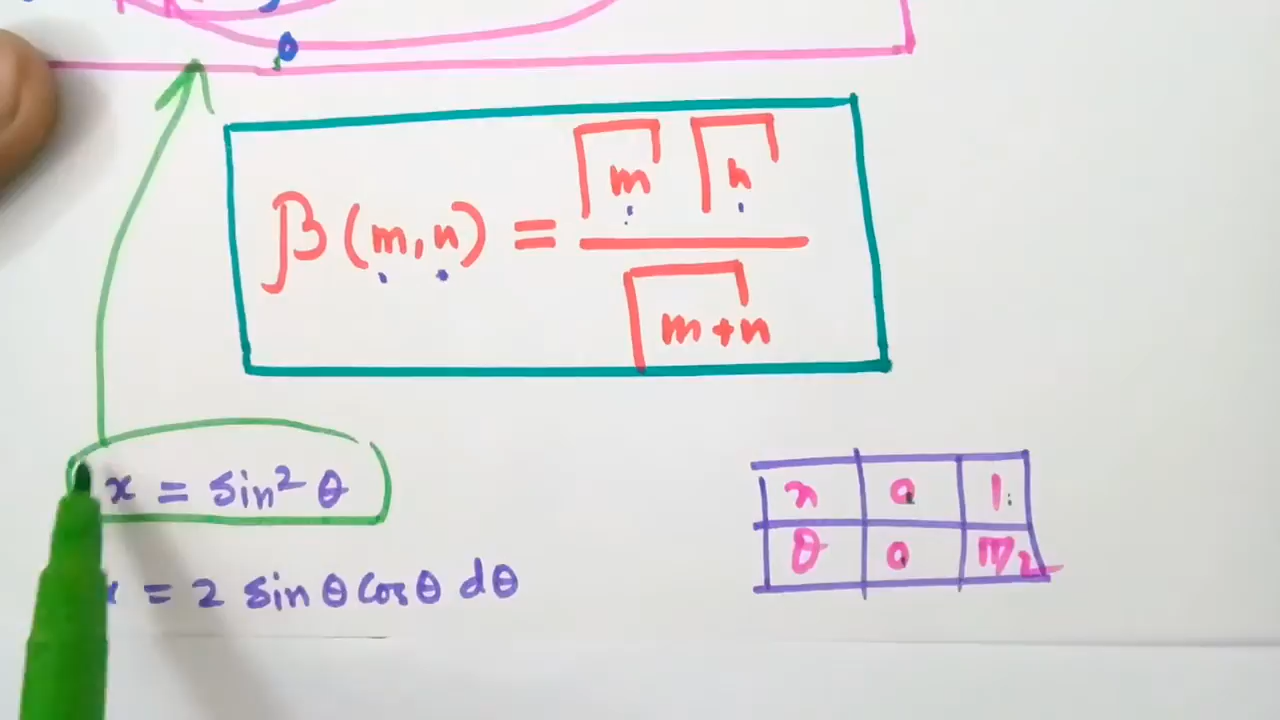 β(m,n) = Γm Γn / Γm+n
x = sin² θ
= 2 sin θ cos θ dθ
x 0 1
θ 0 π/2